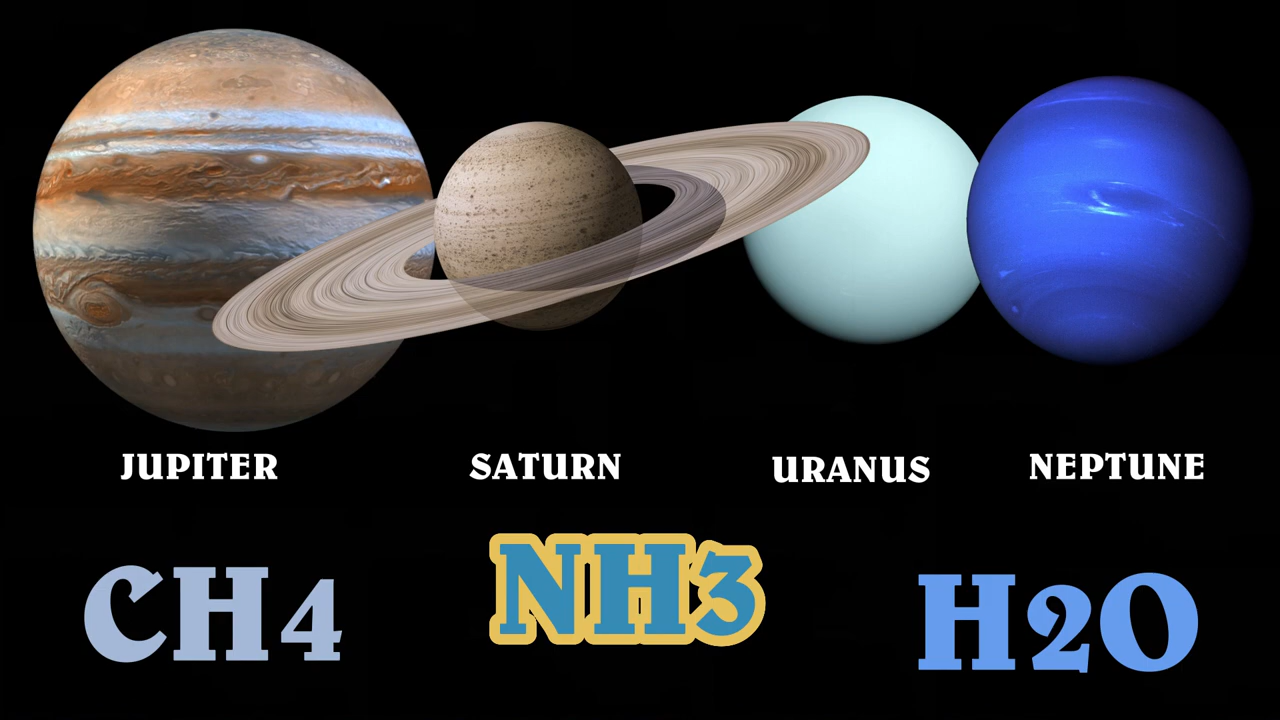 JUPITER
SATURN
URANUS
NEPTUNE
CH4
NH3
H2O